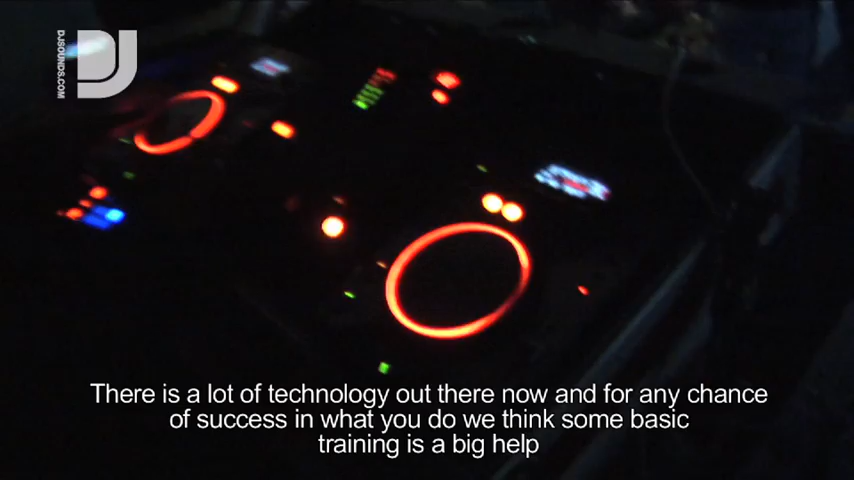 DJSOUNDS.COM
DJ
There is a lot of technology out there now and for any chance
of success in what you do we think some basic
training is a big help